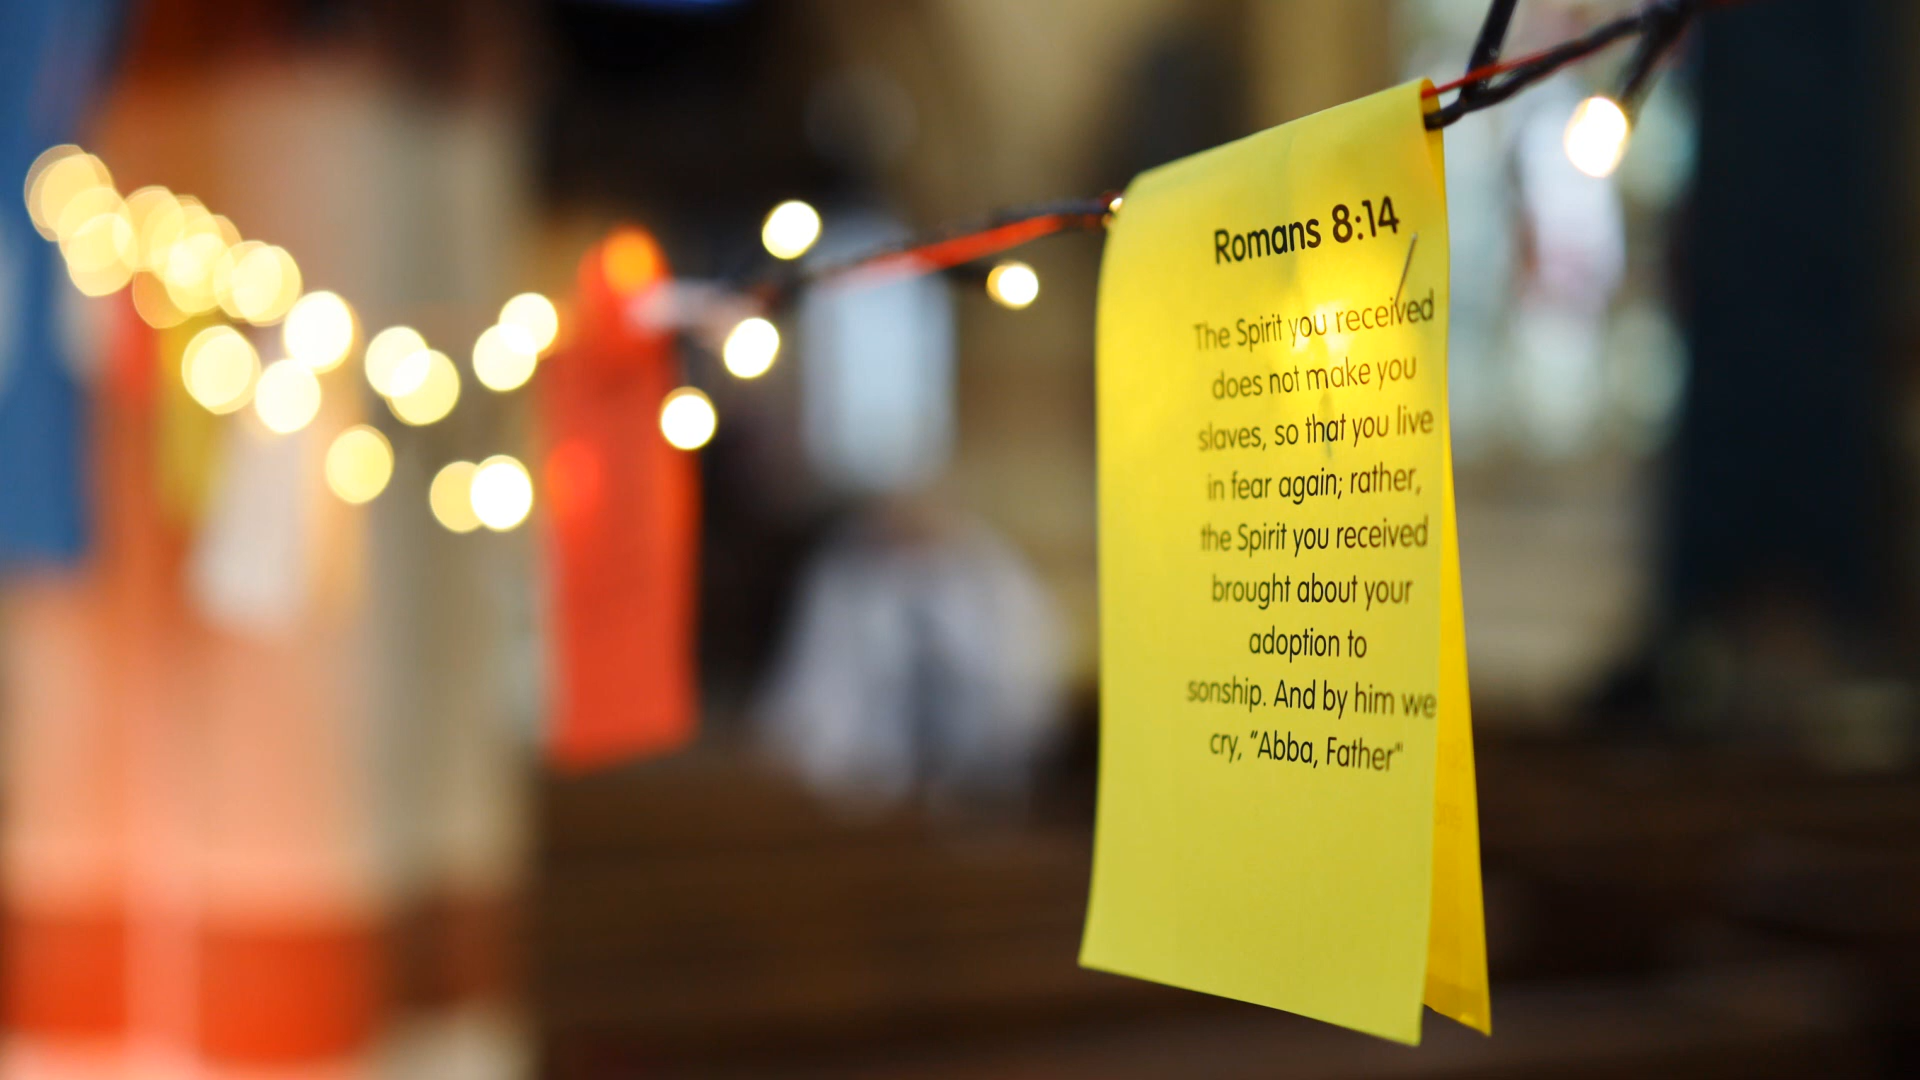 Romans 8:14
The Spirit you received
does not make you
slaves, so that you live
in fear again; rather,
the Spirit you received
brought about your
adoption to
sonship. And by him we
cry, “Abba, Father”